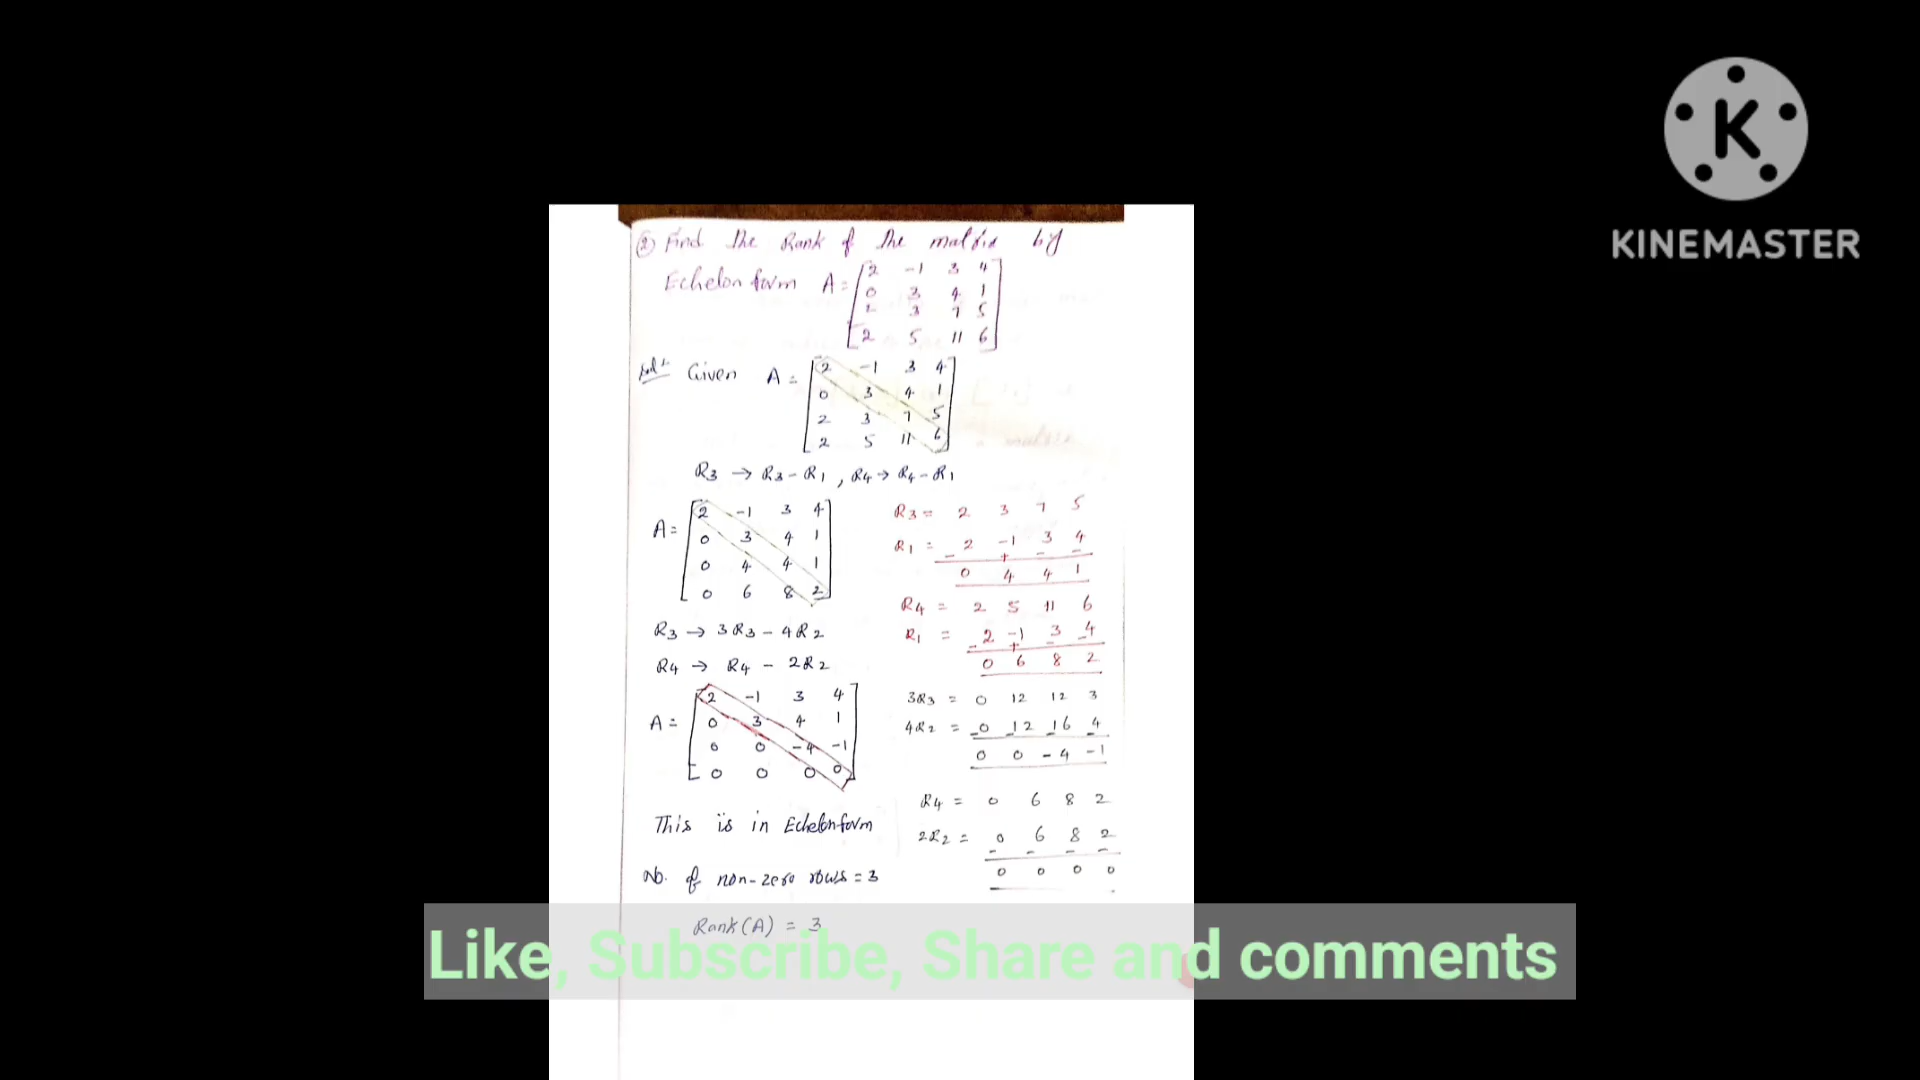 ② Find the Rank of the matrix by
Echelon form A = [2 -1 3 4
0 3 4 1
2 3 7 5
2 5 11 6]
Sol: Given A = [2 -1 3 4
0 3 4 1
2 3 7 5
2 5 11 6]
R3 → R3 - R1, R4 → R4 - R1
A = [2 -1 3 4
0 3 4 1
0 4 4 1
0 6 8 2]
R3 → 3R3 - 4R2
R4 → R4 - 2R2
A = [2 -1 3 4
0 3 4 1
0 0 -4 -1
0 0 0 0]
This is in Echelonform
No. of non-zero rows = 3
Rank(A) = 3
R3 = 2 3 7 5
R1 = 2 -1 3 4
- + - -
0 4 4 1
R4 = 2 5 11 6
R1 = 2 -1 3 4
- + - -
0 6 8 2
3R3 = 0 12 12 3
4R2 = 0 12 16 4
- - - -
0 0 -4 -1
R4 = 0 6 8 2
2R2 = 0 6 8 2
- - - -
0 0 0 0
Like, Subscribe, Share and comments
K
KINEMASTER